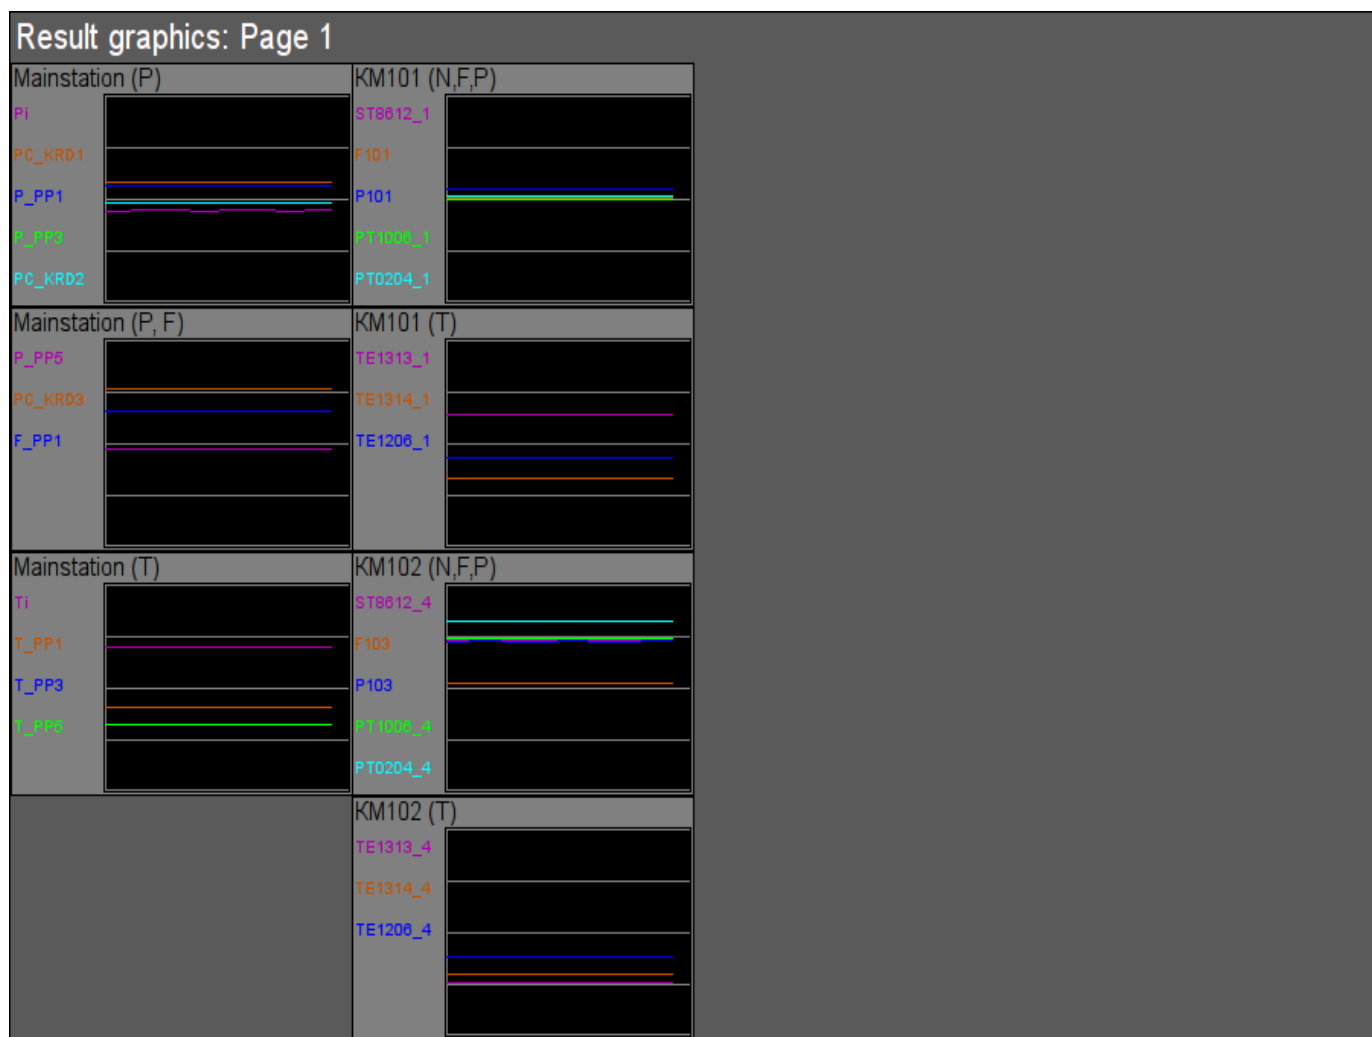 Result graphics: Page 1
Mainstation (P)
Pi
PC_KRD1
P_PP1
P_PP3
PC_KRD2
KM101 (N,F,P)
ST8612_1
F101
P101
PT1006_1
PT0204_1
Mainstation (P, F)
P_PP5
PC_KRD3
F_PP1
KM101 (T)
TE1313_1
TE1314_1
TE1206_1
Mainstation (T)
Ti
T_PP1
T_PP3
T_PP5
KM102 (N,F,P)
ST8612_4
F103
P103
PT1006_4
PT0204_4
KM102 (T)
TE1313_4
TE1314_4
TE1206_4